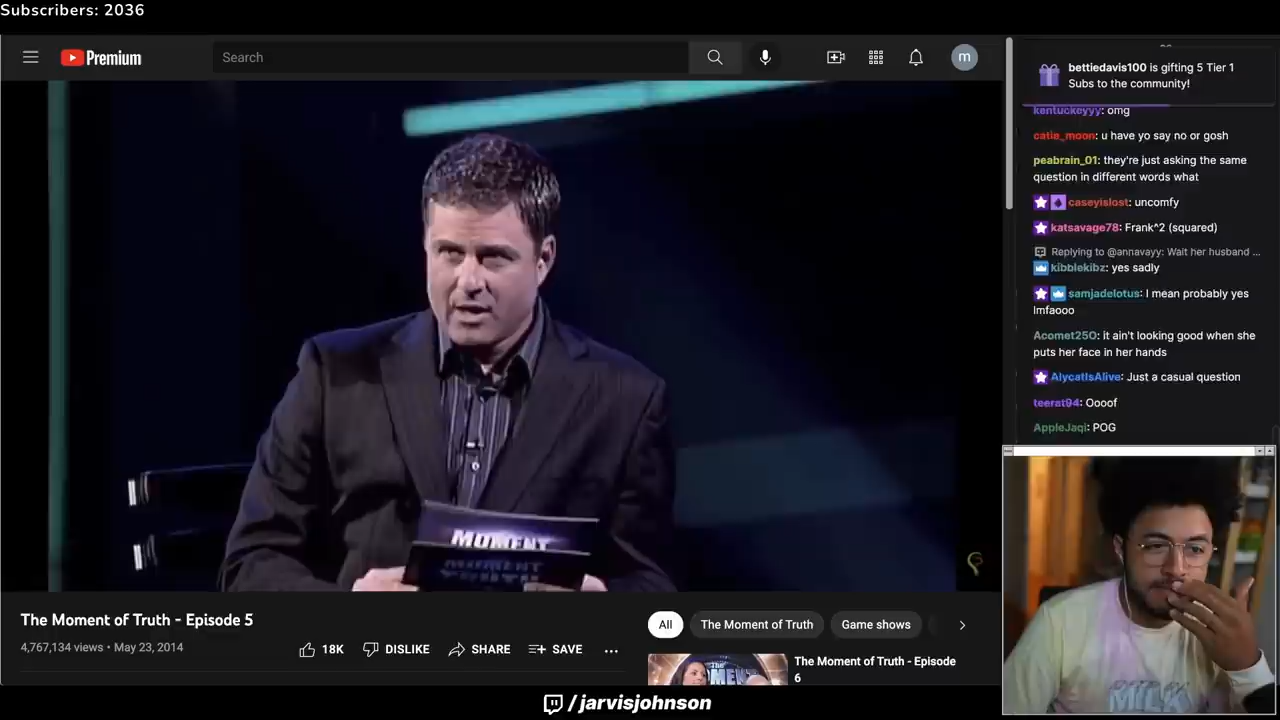 Subscribers: 2036
Premium
Search
m
bettiedavis100 is gifting 5 Tier 1
Subs to the community!
kentuckeyyy: omg
catie_moon: u have yo say no or gosh
peabrain_01: they're just asking the same
question in different words what
caseyislost: uncomfy
katsavage78: Frank^2 (squared)
Replying to @annavayy: Wait her husband ...
kibblekibz: yes sadly
samjadelotus: I mean probably yes
lmfaooo
Acomet25O: it ain't looking good when she
puts her face in her hands
AlycatIsAlive: Just a casual question
teerat94: Oooof
AppleJaqi: POG
MOMENT
The Moment of Truth - Episode 5
4,767,134 views • May 23, 2014
18K
DISLIKE
SHARE
SAVE
All
The Moment of Truth
Game shows
The Moment of Truth - Episode
6
MILK
/jarvisjohnson